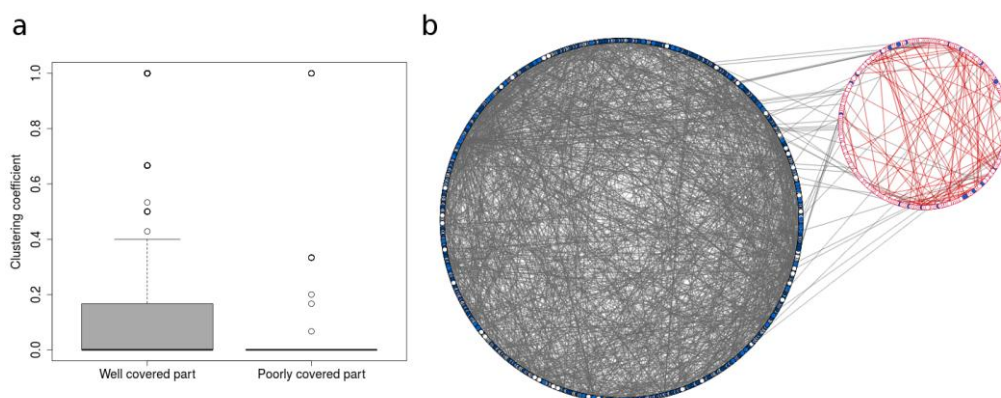 a
b
Clustering coefficient
1.0
0.8
0.6
0.4
0.2
0.0
Well covered part
Poorly covered part